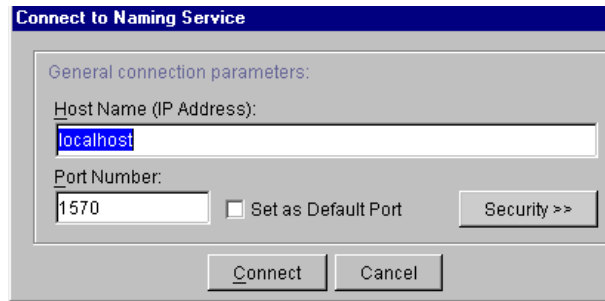 Connect to Naming Service
General connection parameters:
Host Name (IP Address):
localhost
Port Number:
1570
Set as Default Port
Security >>
Connect
Cancel